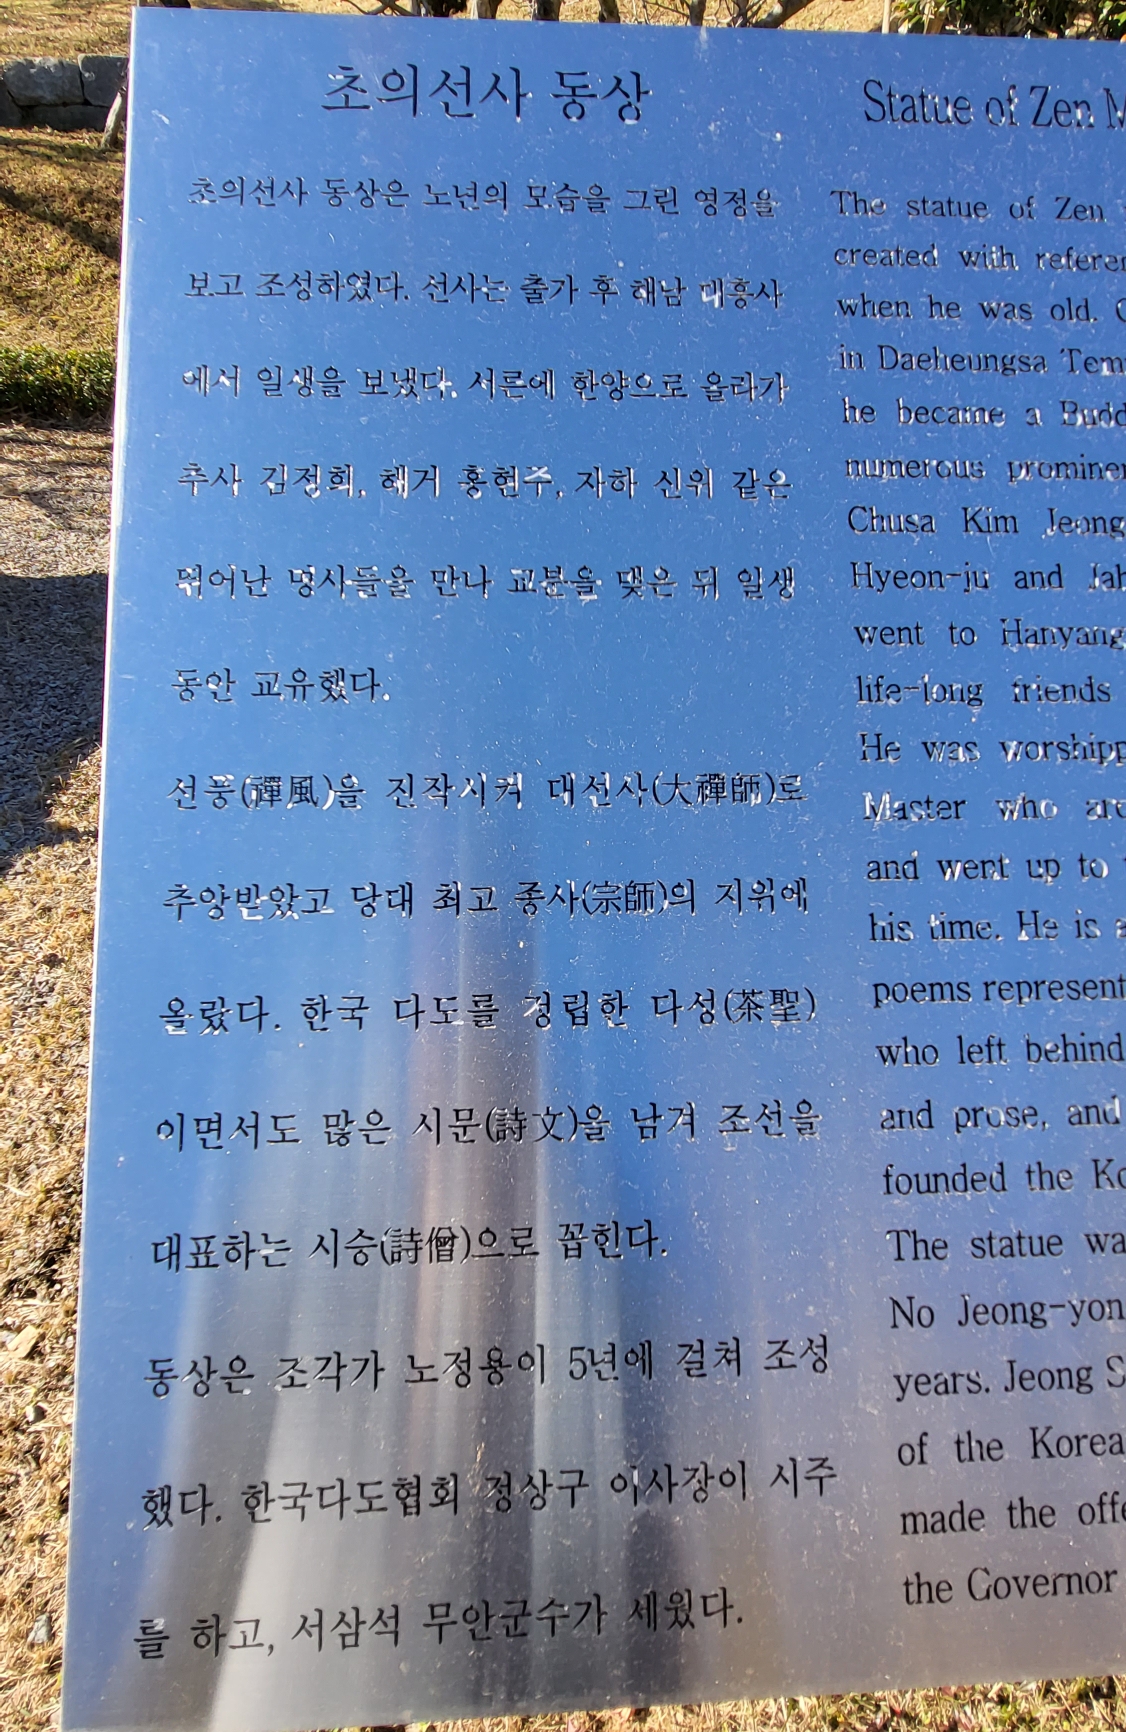 초의선사 동상
초의선사 동상은 노년의 모습을 그린 영정을
보고 조성하였다. 선사는 출가 후 해남 대흥사
에서 일생을 보냈다. 서른에 한양으로 올라가
추사 김정희, 해거 홍현주, 자하 신위 같은
뛰어난 명사들을 만나 교분을 맺은 뒤 일생
동안 교유했다.
선풍(禪風)을 진작시켜 대선사(大禪師)로
추앙받았고 당대 최고 종사(宗師)의 지위에
올랐다. 한국 다도를 정립한 다성(茶聖)
이면서도 많은 시문(詩文)을 남겨 조선을
대표하는 시승(詩僧)으로 꼽힌다.
동상은 조각가 노정용이 5년에 걸쳐 조성
했다. 한국다도협회 정상구 이사장이 시주
를 하고, 서삼석 무안군수가 세웠다.
Statue of Zen
The statue of Zen
created with
when he was old.
in Daeheungsa
he became a
numerous
Chusa Kim
Hyeon-ju and
went to
life-long friends
He was
Master who
and went up to
his time. He is
poems
who left behind
and prose, and
founded the
The statue
No
years. Jeong
of the
made the
the Governor